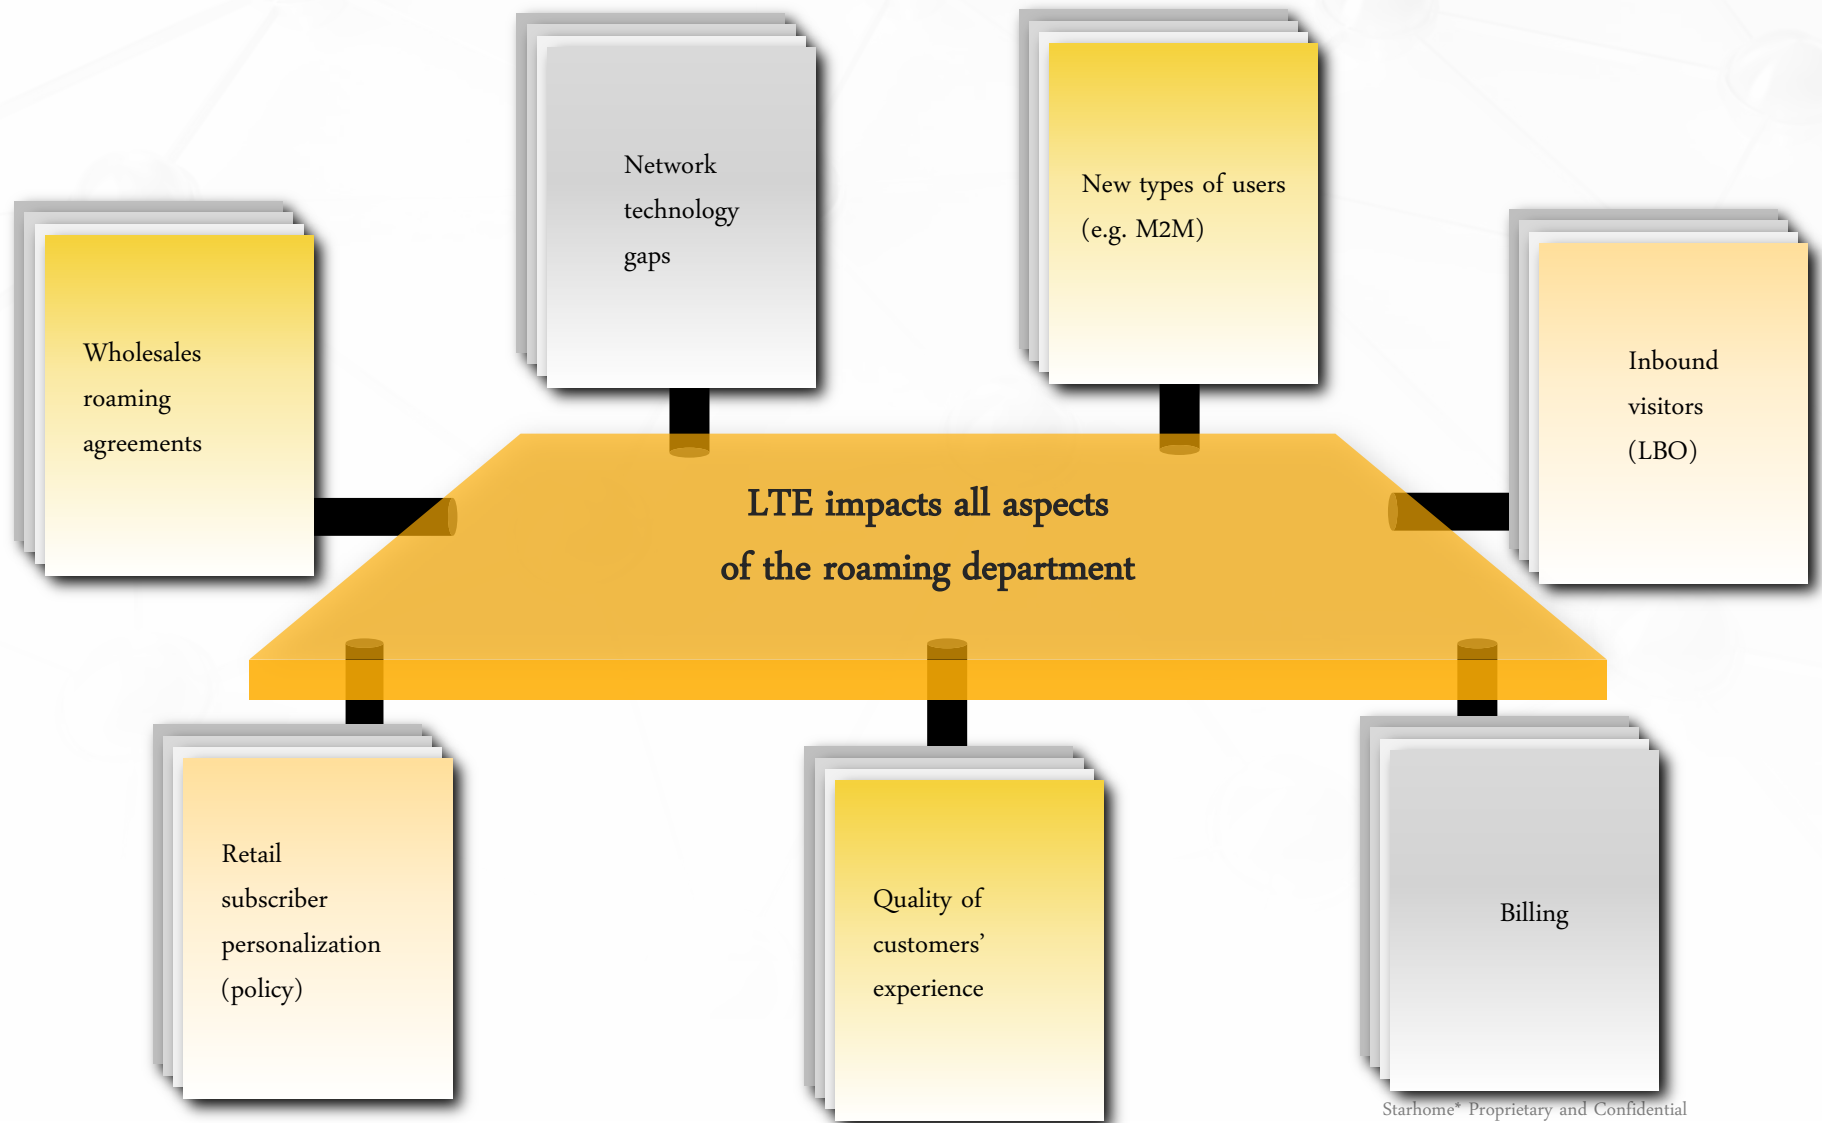 Network
technology
gaps
New types of users
(e.g. M2M)
Wholesales
roaming
agreements
Inbound
visitors
(LBO)
LTE impacts all aspects
of the roaming department
Retail
subscriber
personalization
(policy)
Quality of
customers’
experience
Billing
Starhome* Proprietary and Confidential